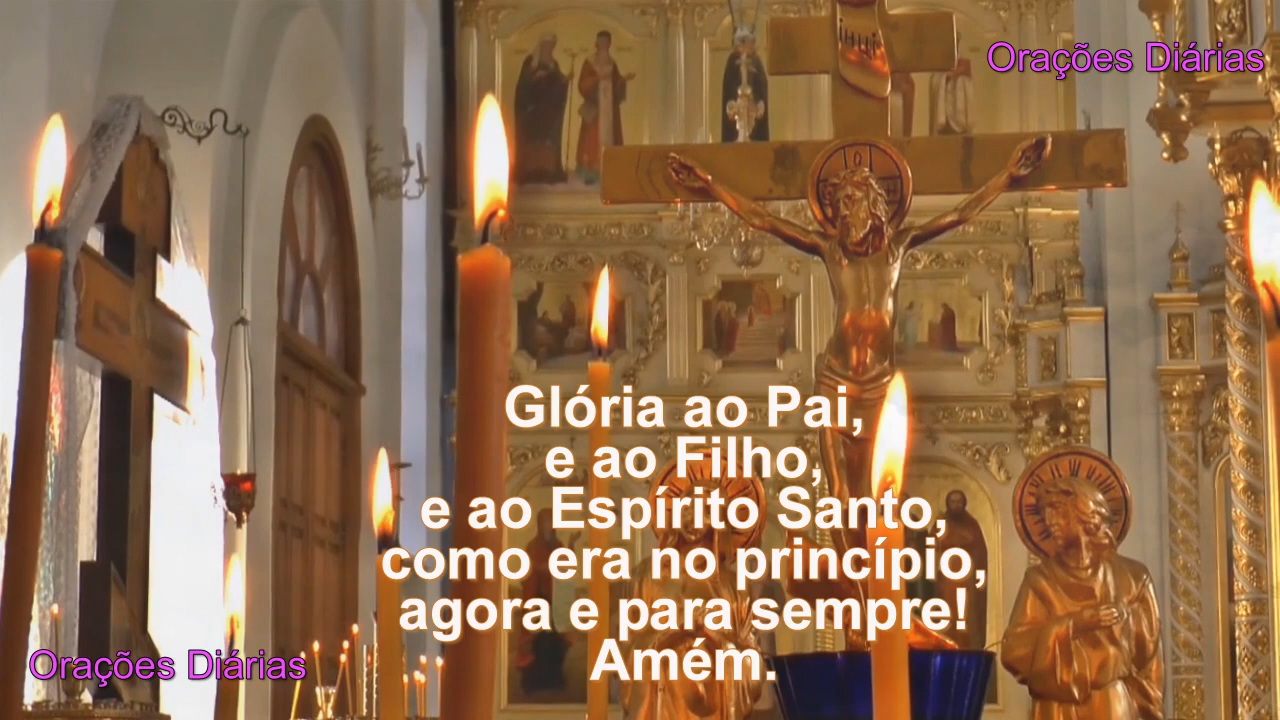 Orações Diárias
Glória ao Pai,
e ao Filho,
e ao Espírito Santo,
como era no princípio,
agora e para sempre!
Amém.
Orações Diárias